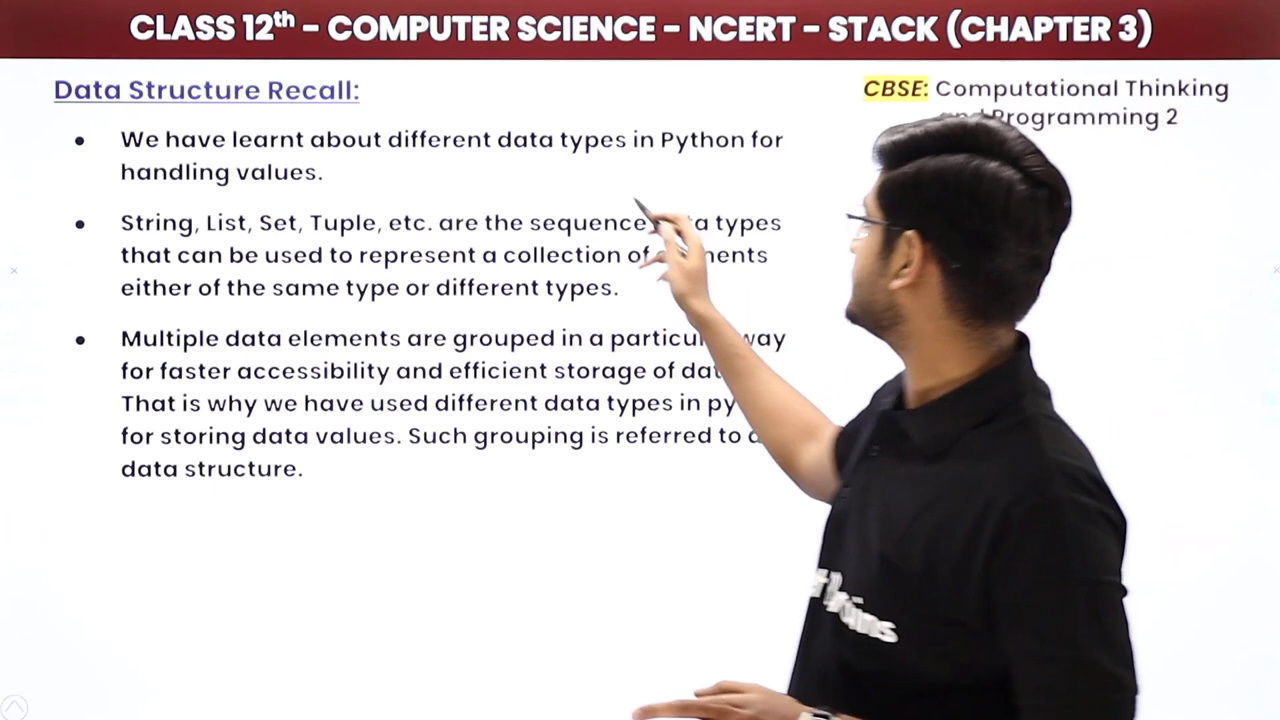 CLASS 12th - COMPUTER SCIENCE - NCERT - STACK (CHAPTER 3)
Data Structure Recall:
CBSE: Computational Thinking
Programming 2
• We have learnt about different data types in Python for
handling values.
• String, List, Set, Tuple, etc. are the sequence types
that can be used to represent a collection of
either of the same type or different types.
• Multiple data elements are grouped in a particular way
for faster accessibility and efficient storage of
That is why we have used different data types in
for storing data values. Such grouping is referred to
data structure.